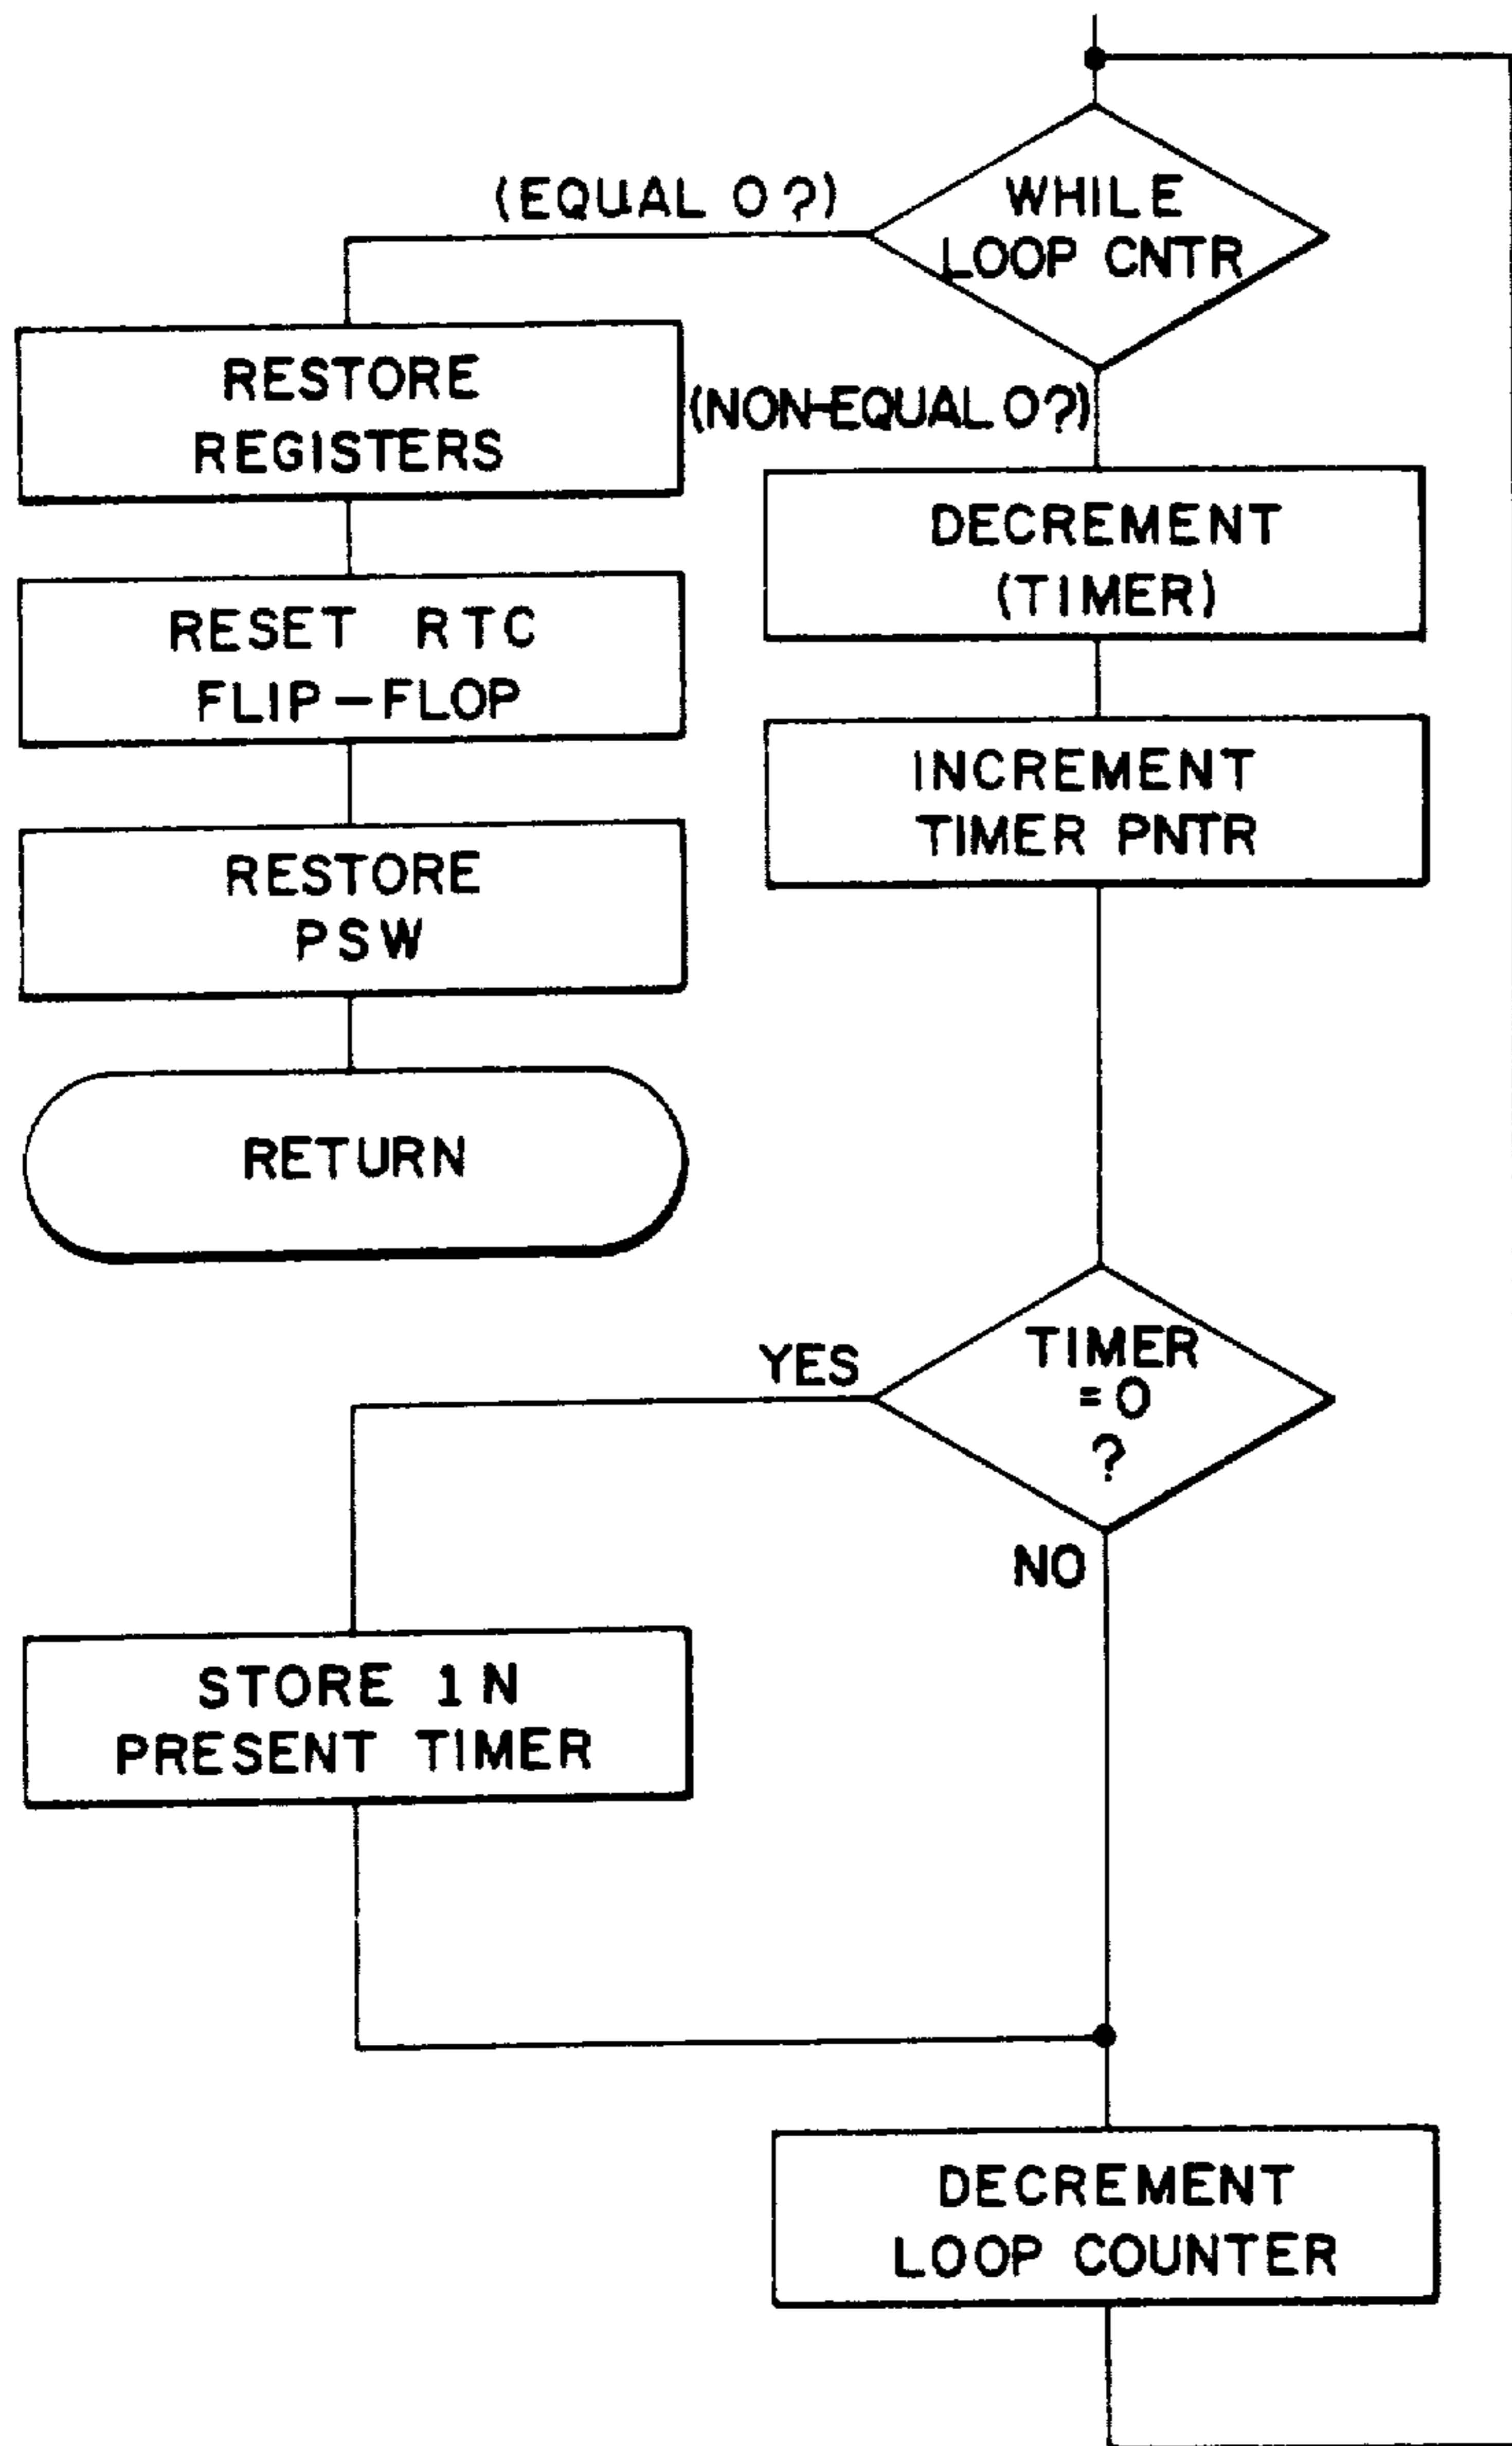 (EQUAL 0?)
WHILE
LOOP CNTR
RESTORE
REGISTERS
(NON-EQUAL 0?)
DECREMENT
(TIMER)
RESET RTC
FLIP-FLOP
INCREMENT
TIMER PNTR
RESTORE
PSW
RETURN
TIMER
=0
?
YES
NO
STORE 1N
PRESENT TIMER
DECREMENT
LOOP COUNTER